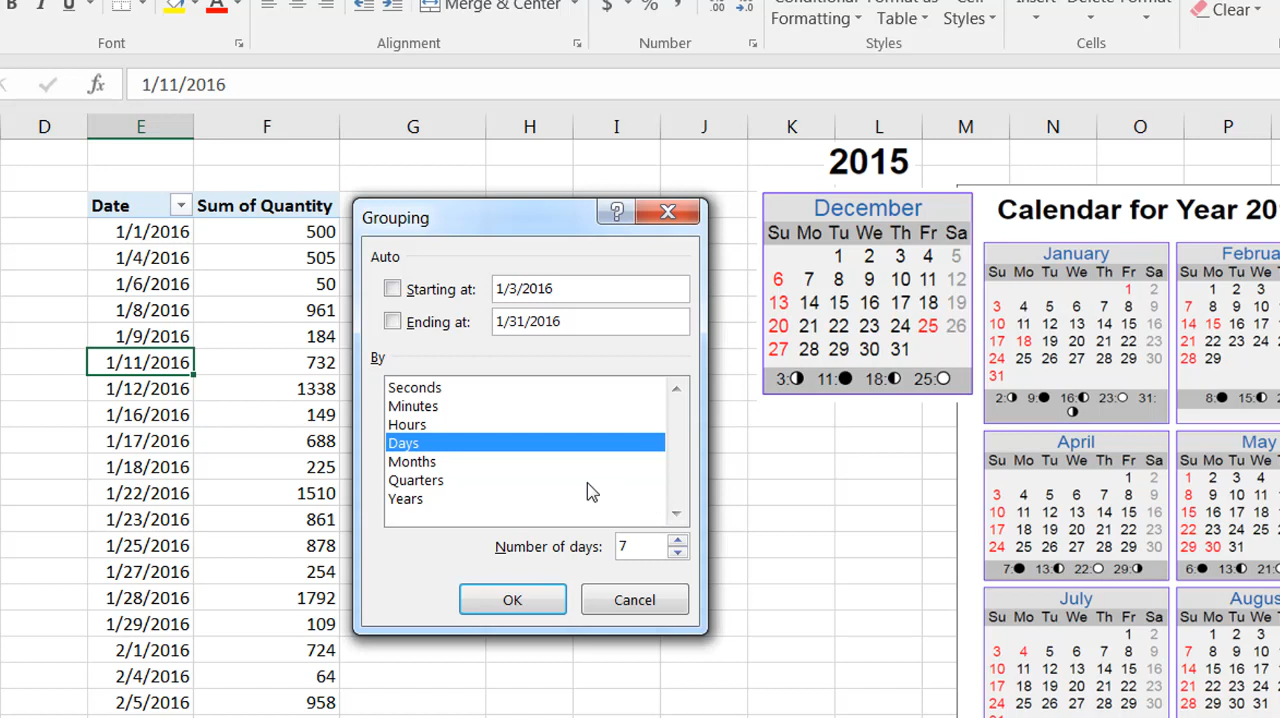 B I U A Merge & Center $ % , Conditional Format as Cell Insert Delete Format
Formatting Table Styles Clear
Font Alignment Number Styles Cells
fx 1/11/2016
D E F G H I J K L M N O P
2015
Date Sum of Quantity
1/1/2016 500
1/4/2016 505
1/6/2016 50
1/8/2016 961
1/9/2016 184
1/11/2016 732
1/12/2016 1338
1/16/2016 149
1/17/2016 688
1/18/2016 225
1/22/2016 1510
1/23/2016 861
1/25/2016 878
1/27/2016 254
1/28/2016 1792
1/29/2016 109
2/1/2016 724
2/4/2016 64
2/5/2016 958
Grouping ?
Auto
Starting at: 1/3/2016
Ending at: 1/31/2016
By
Seconds
Minutes
Hours
Days
Months
Quarters
Years
Number of days: 7
OK Cancel
December
Su Mo Tu We Th Fr Sa
1 2 3 4 5
6 7 8 9 10 11 12
13 14 15 16 17 18 19
20 21 22 23 24 25 26
27 28 29 30 31
3: 11: 18: 25:
Calendar for Year 20
January
Su Mo Tu We Th Fr Sa
1 2
3 4 5 6 7 8 9
10 11 12 13 14 15 16
17 18 19 20 21 22 23
24 25 26 27 28 29 30
31
2: 9: 16: 23: 31:
Februa
Su Mo Tu We Th
1 2 3
7 8 9 10
14 15 16 17
21 22 23 24
28 29
8: 15:
April
Su Mo Tu We Th Fr Sa
1 2
3 4 5 6 7 8 9
10 11 12 13 14 15 16
17 18 19 20 21 22 23
24 25 26 27 28 29 30
7: 13: 22: 29:
May
Su Mo Tu We Th
1 2 3 4
8 9 10 11
15 16 17 18
22 23 24 25
29 30 31
6: 13: 21:
July
Su Mo Tu We Th Fr Sa
1 2
3 4 5 6 7 8 9
10 11 12 13 14 15 16
17 18 19 20 21 22 23
24 25 26 27 28 29 30
Augus
Su Mo Tu We Th
1 2 3
7 8 9 10
14 15 16 17
21 22 23 24
28 29 30 31